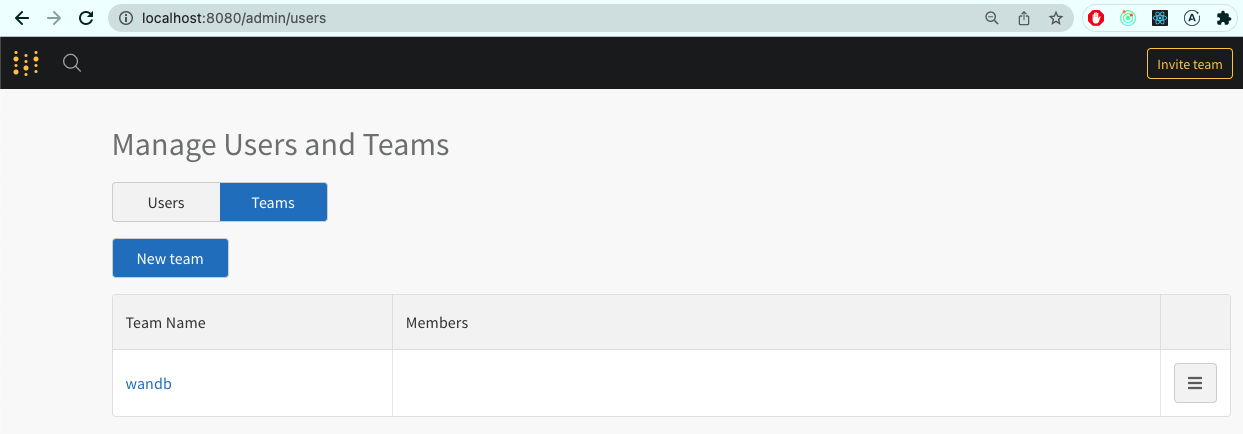 localhost:8080/admin/users
Invite team
Manage Users and Teams
Users Teams
New team
Team Name Members
wandb